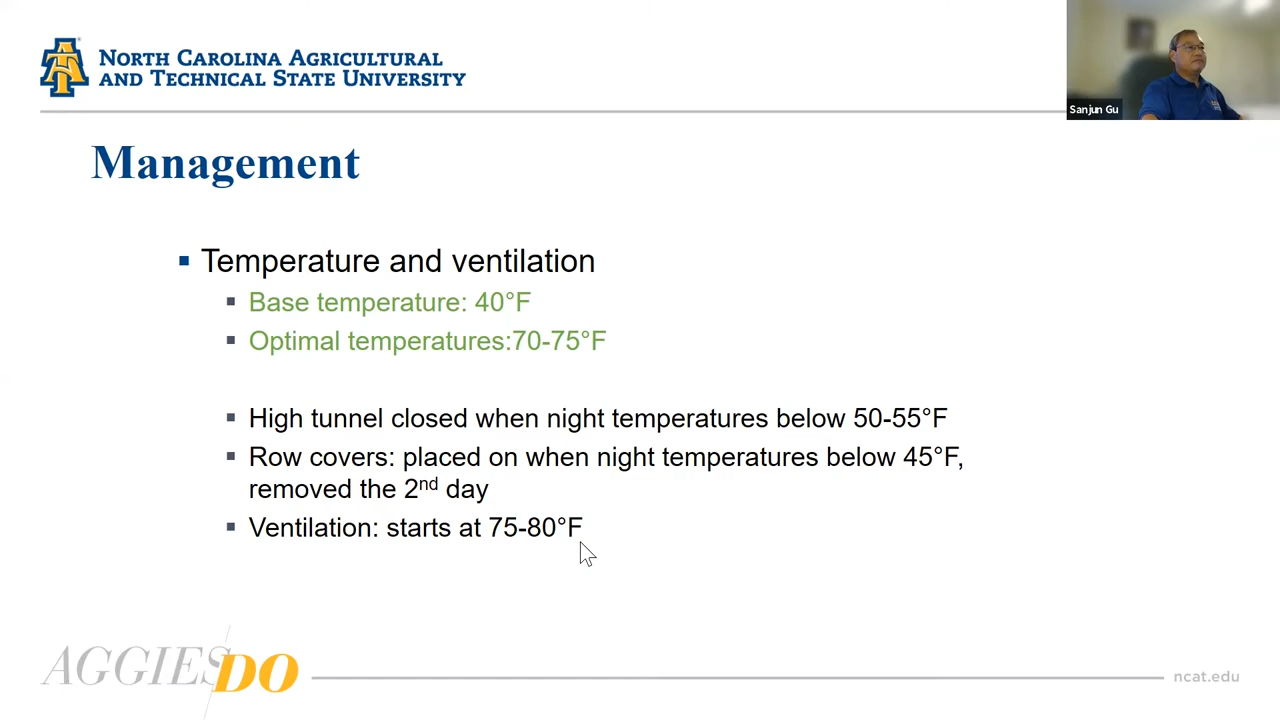 NORTH CAROLINA AGRICULTURAL
AND TECHNICAL STATE UNIVERSITY
Sanjun Gu
Management
Temperature and ventilation
Base temperature: 40°F
Optimal temperatures:70-75°F
High tunnel closed when night temperatures below 50-55°F
Row covers: placed on when night temperatures below 45°F,
removed the 2nd day
Ventilation: starts at 75-80°F
AGGIES DO
ncat.edu